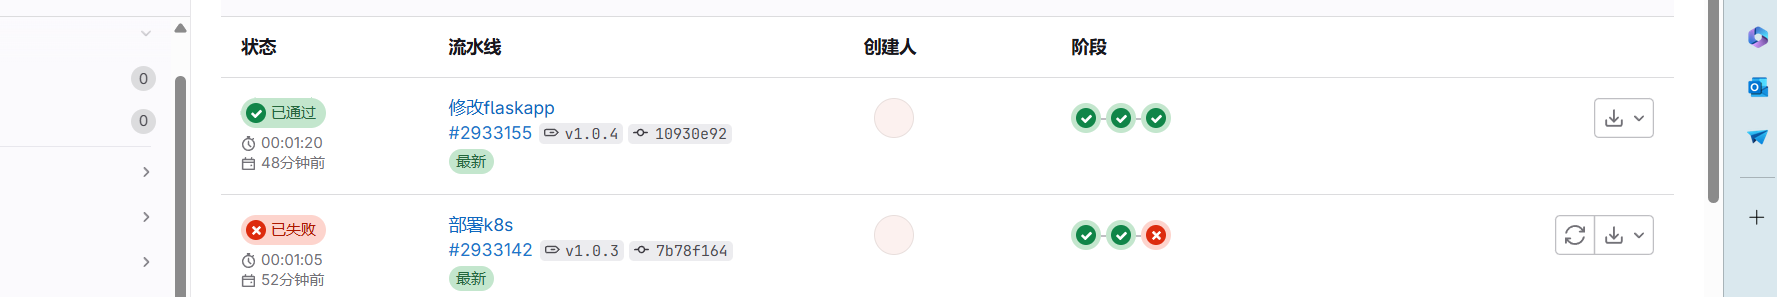 状态 流水线 创建人 阶段
0
0
已通过
00:01:20
48分钟前
修改flaskapp
#2933155 v1.0.4 10930e92
最新
已失败
00:01:05
52分钟前
部署k8s
#2933142 v1.0.3 7b78f164
最新